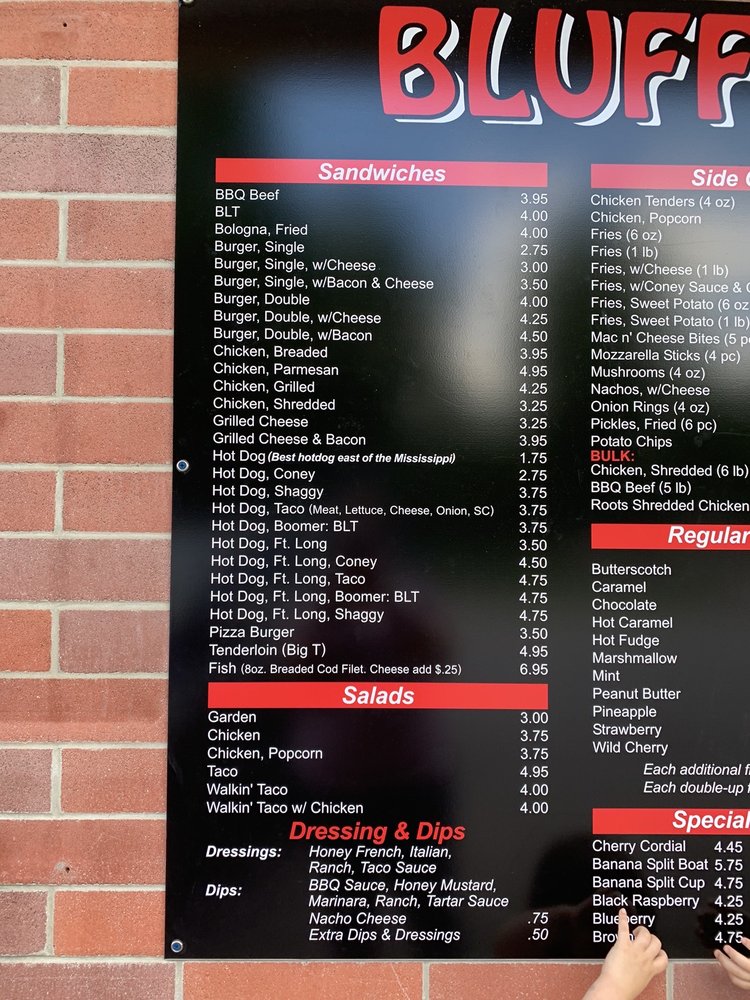 BLUFF
Sandwiches
BBQ Beef 3.95
BLT 4.00
Bologna, Fried 4.00
Burger, Single 2.75
Burger, Single, w/Cheese 3.00
Burger, Single, w/Bacon & Cheese 3.50
Burger, Double 4.00
Burger, Double, w/Cheese 4.25
Burger, Double, w/Bacon 4.50
Chicken, Breaded 3.95
Chicken, Parmesan 4.95
Chicken, Grilled 4.25
Chicken, Shredded 3.25
Grilled Cheese 3.25
Grilled Cheese & Bacon 3.95
Hot Dog (Best hotdog east of the Mississippi) 1.75
Hot Dog, Coney 2.75
Hot Dog, Shaggy 3.75
Hot Dog, Taco (Meat, Lettuce, Cheese, Onion, SC) 3.75
Hot Dog, Boomer: BLT 3.75
Hot Dog, Ft. Long 3.50
Hot Dog, Ft. Long, Coney 4.50
Hot Dog, Ft. Long, Taco 4.75
Hot Dog, Ft. Long, Boomer: BLT 4.75
Hot Dog, Ft. Long, Shaggy 4.75
Pizza Burger 3.50
Tenderloin (Big T) 4.95
Fish (8oz. Breaded Cod Filet. Cheese add $.25) 6.95
Salads
Garden 3.00
Chicken 3.75
Chicken, Popcorn 3.75
Taco 4.95
Walkin' Taco 4.00
Walkin' Taco w/ Chicken 4.00
Dressing & Dips
Dressings: Honey French, Italian,
Ranch, Taco Sauce
Dips: BBQ Sauce, Honey Mustard,
Marinara, Ranch, Tartar Sauce
Nacho Cheese .75
Extra Dips & Dressings .50
Side
Chicken Tenders (4 oz)
Chicken, Popcorn
Fries (6 oz)
Fries (1 lb)
Fries, w/Cheese (1 lb)
Fries, w/Coney Sauce &
Fries, Sweet Potato (6 oz
Fries, Sweet Potato (1 lb)
Mac n' Cheese Bites (5 pc
Mozzarella Sticks (4 pc)
Mushrooms (4 oz)
Nachos, w/Cheese
Onion Rings (4 oz)
Pickles, Fried (6 pc)
Potato Chips
BULK:
Chicken, Shredded (6 lb)
BBQ Beef (5 lb)
Roots Shredded Chicken
Regular
Butterscotch
Caramel
Chocolate
Hot Caramel
Hot Fudge
Marshmallow
Mint
Peanut Butter
Pineapple
Strawberry
Wild Cherry
Each additional f
Each double-up f
Special
Cherry Cordial 4.45
Banana Split Boat 5.75
Banana Split Cup 4.75
Black Raspberry 4.25
Blueberry 4.25
Brown 4.75